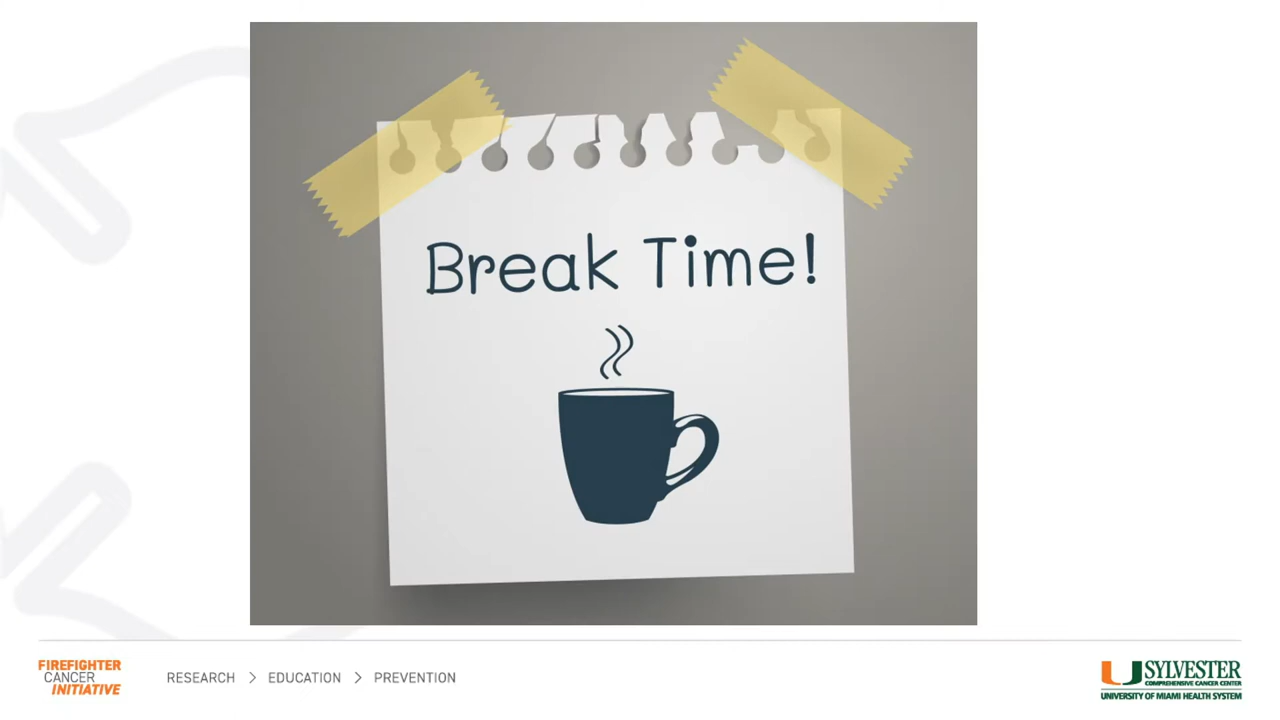 Break Time!
FIREFIGHTER
CANCER
INITIATIVE
RESEARCH > EDUCATION > PREVENTION
SYLVESTER
COMPREHENSIVE CANCER CENTER
UNIVERSITY OF MIAMI HEALTH SYSTEM